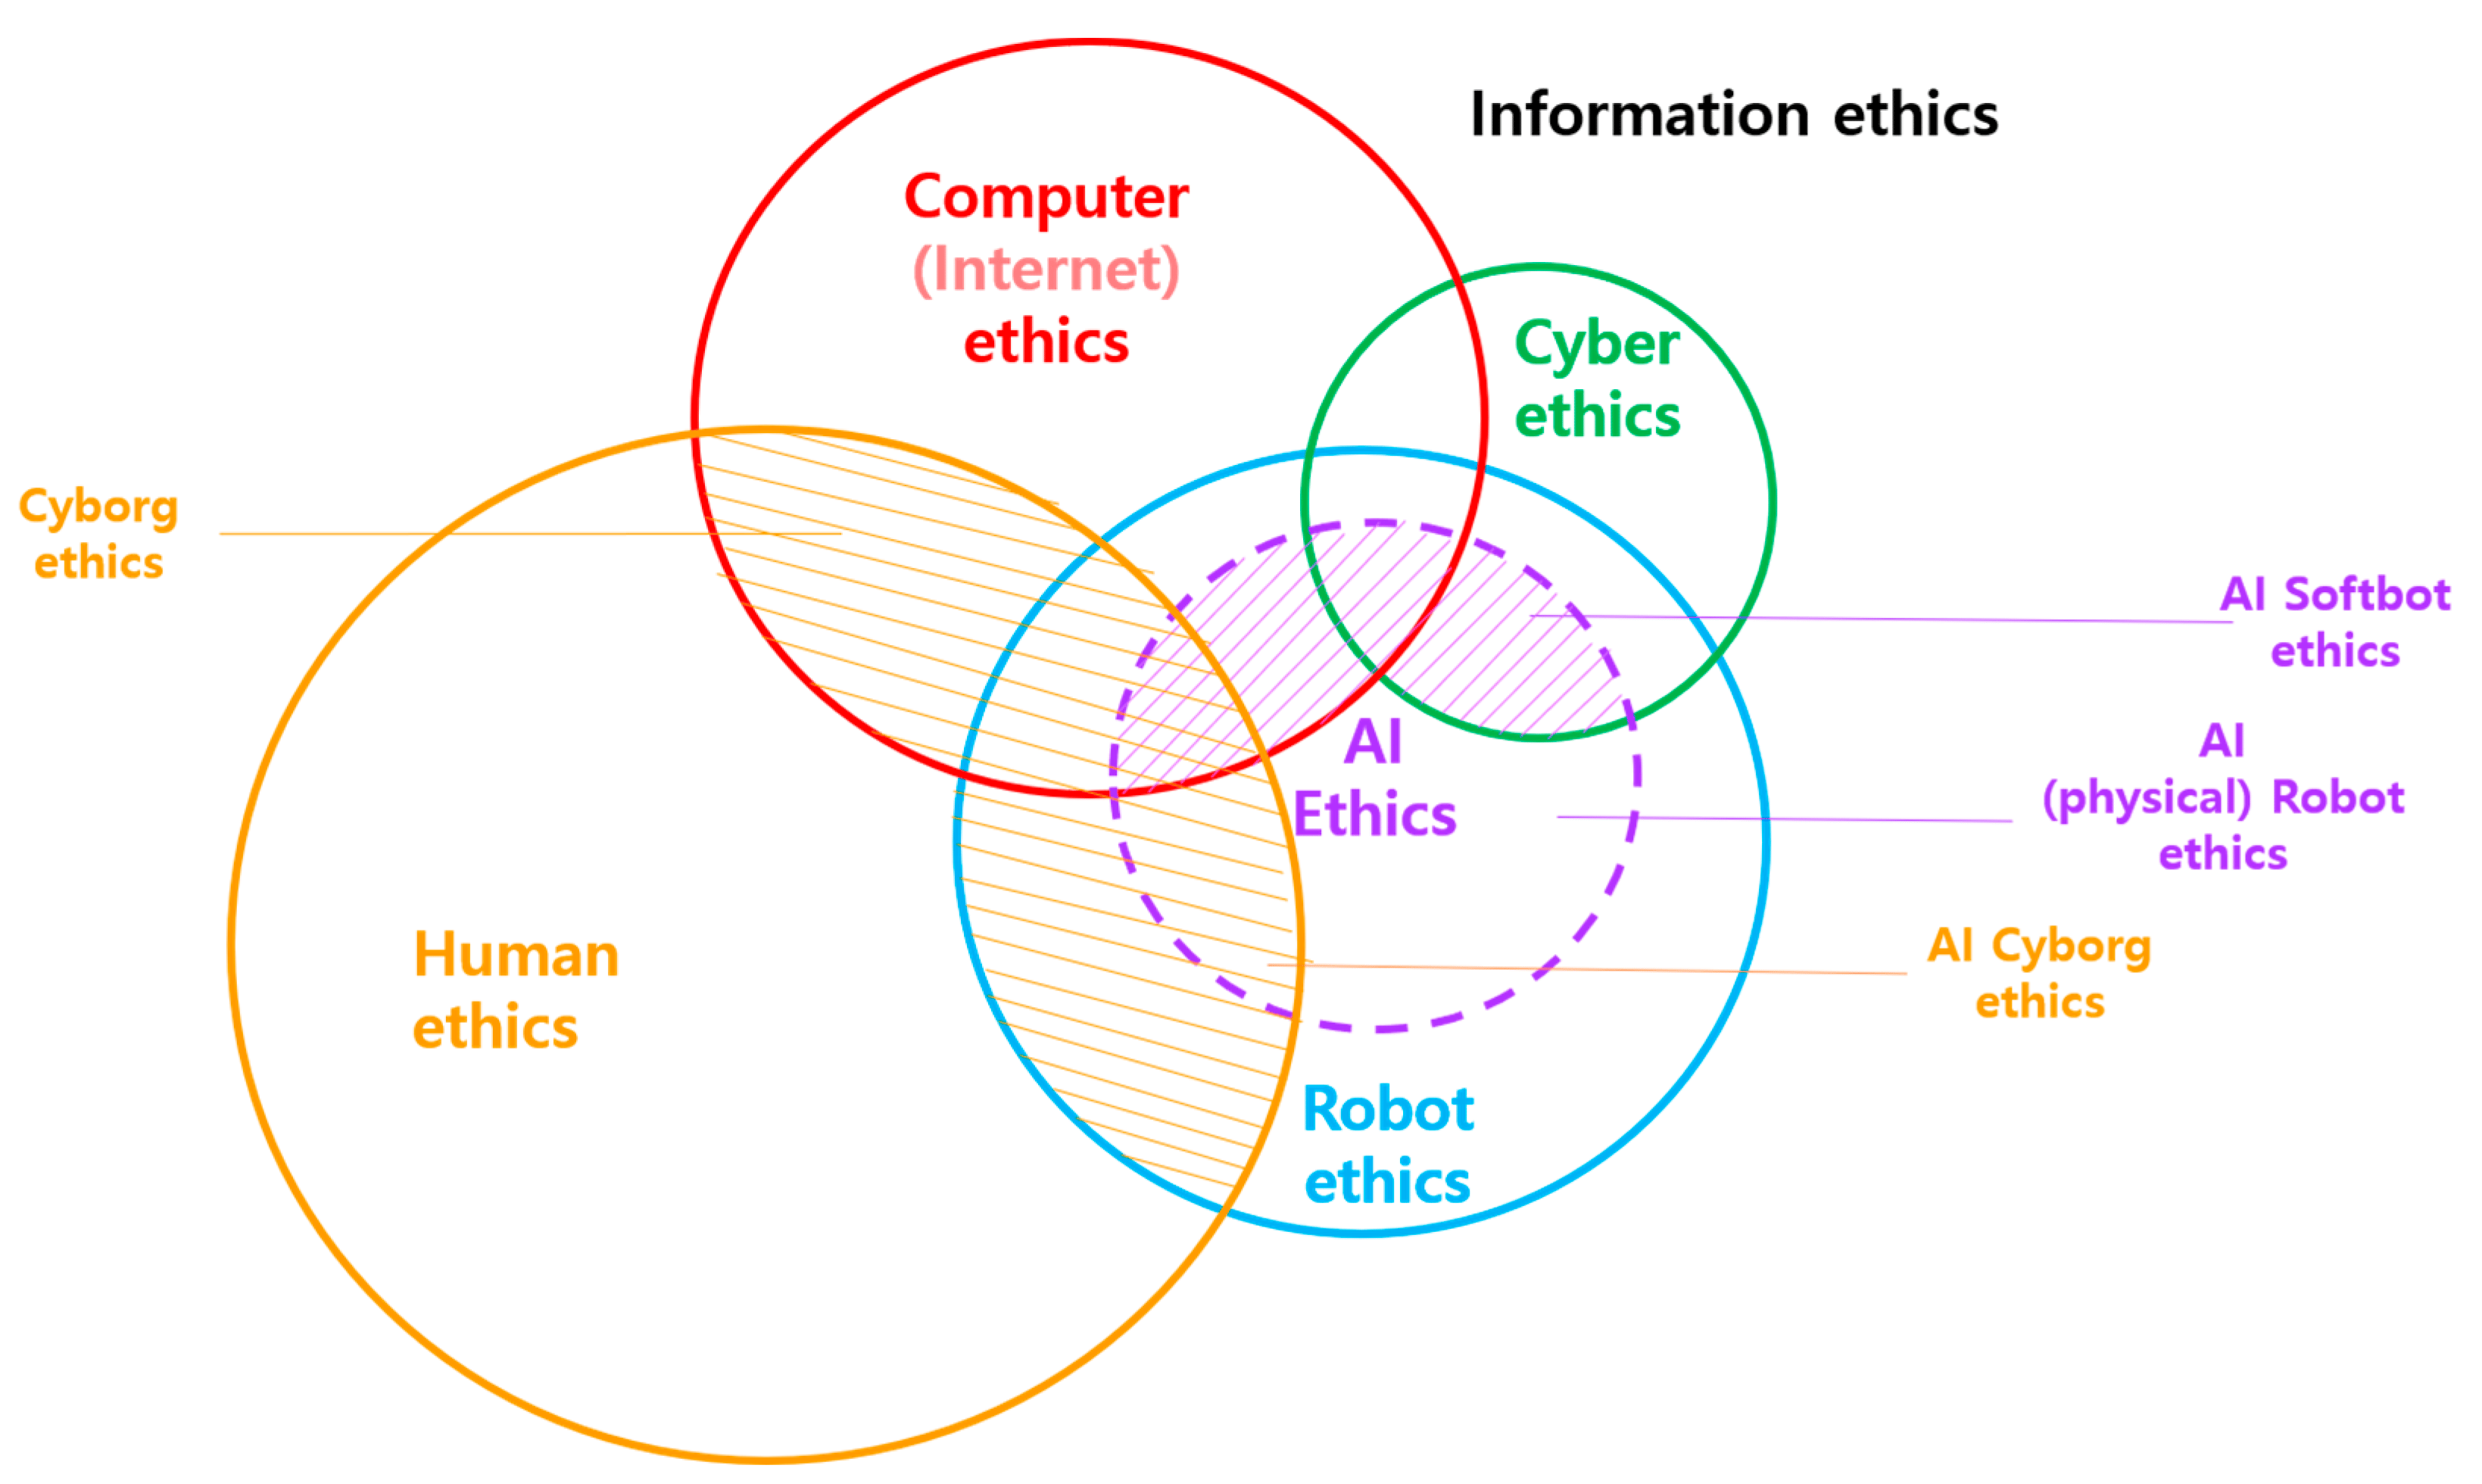 Information ethics
Computer
(Internet)
ethics
Cyber
ethics
Cyborg
ethics
AI Softbot
ethics
AI
Ethics
AI
(physical) Robot
ethics
Human
ethics
AI Cyborg
ethics
Robot
ethics